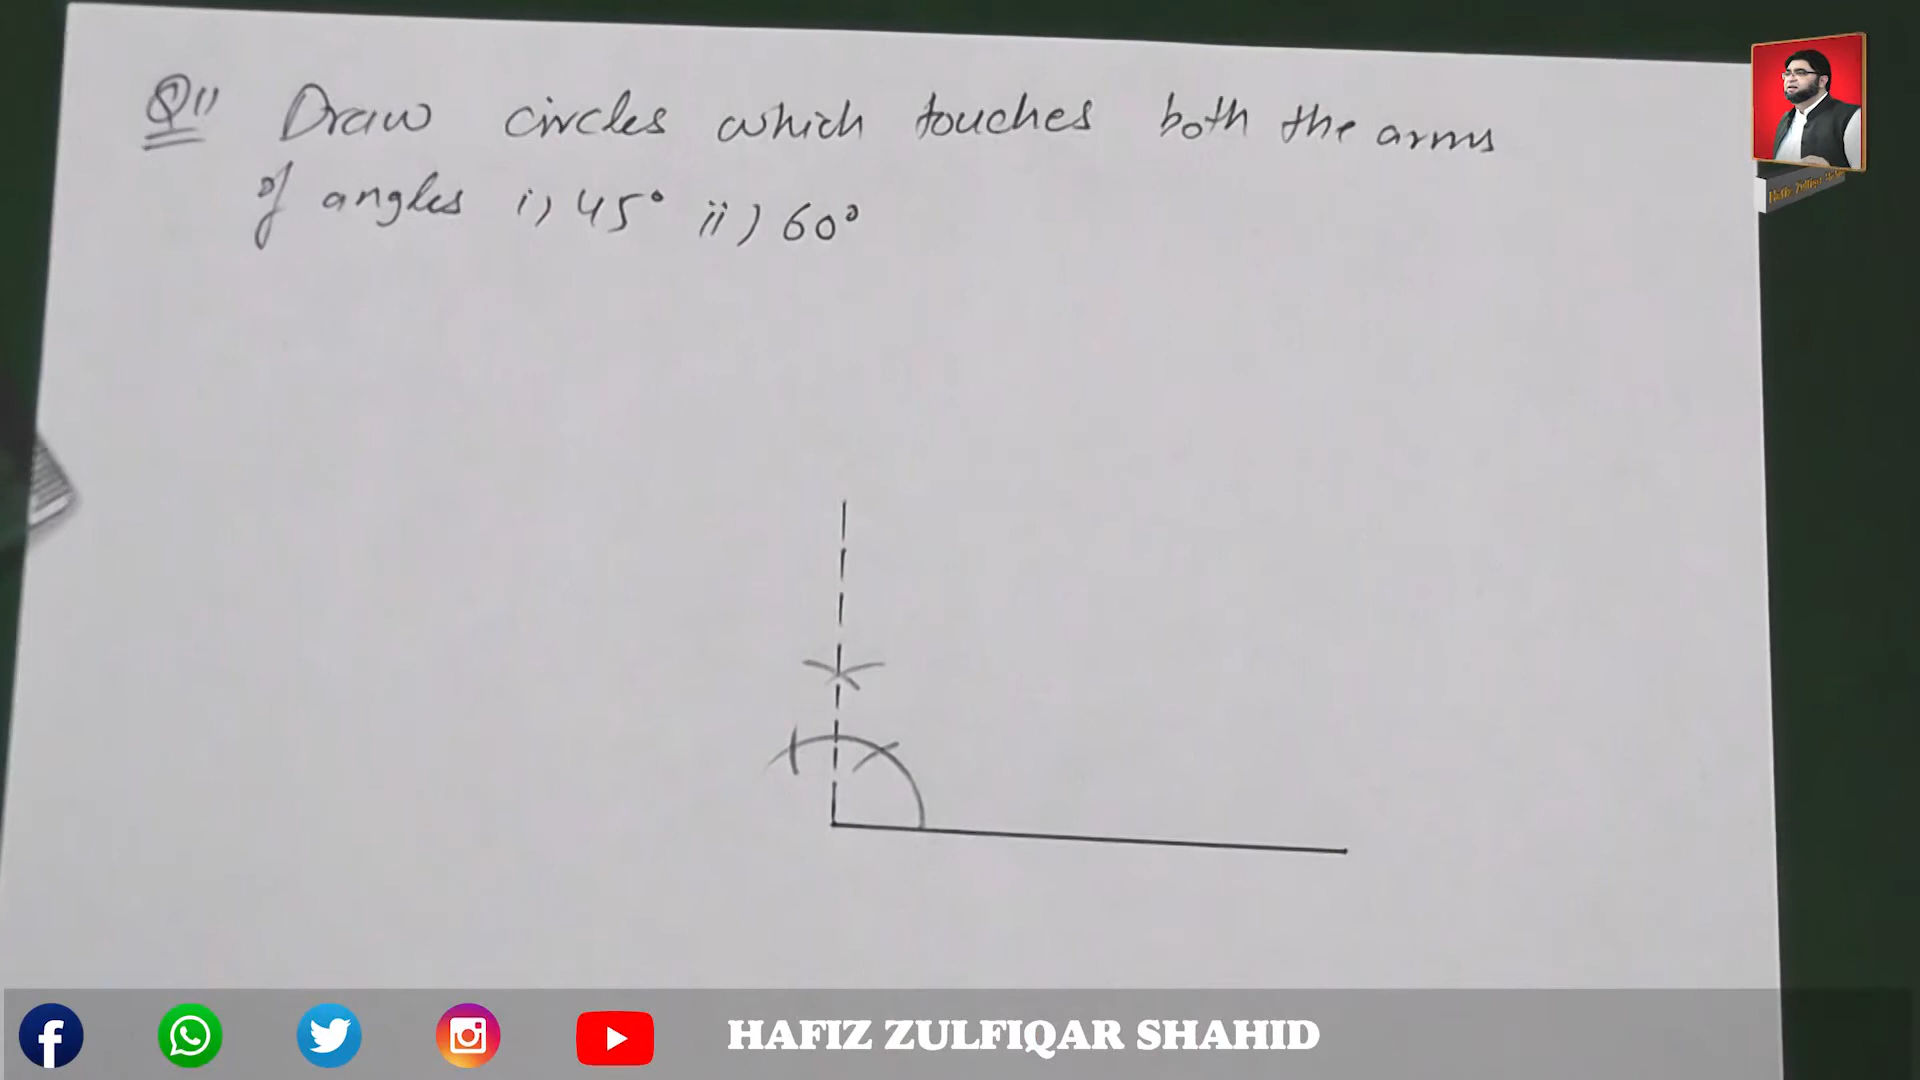 Q11 Draw circles which touches both the arms
of angles i) 45° ii) 60°
HAFIZ ZULFIQAR SHAHID